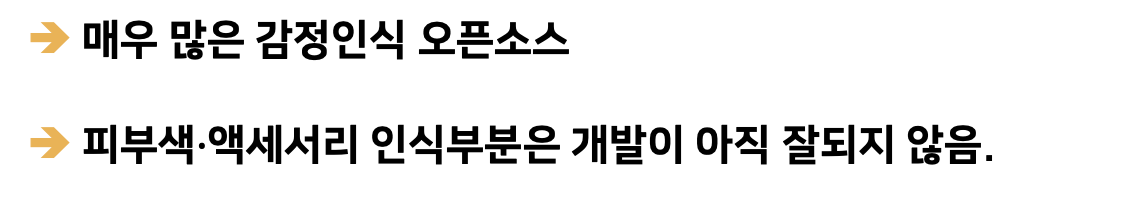 ➔ 매우 많은 감정인식 오픈소스
➔ 피부색·액세서리 인식부분은 개발이 아직 잘되지 않음.